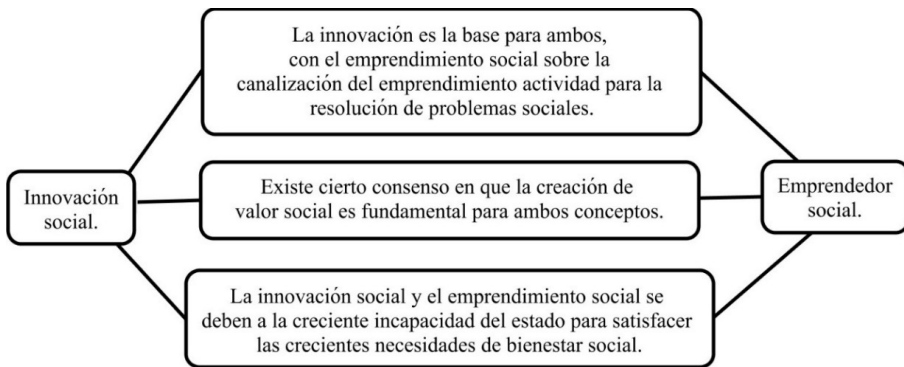 La innovación es la base para ambos,
con el emprendimiento social sobre la
canalización del emprendimiento actividad para la
resolución de problemas sociales.
Innovación
social.
Existe cierto consenso en que la creación de
valor social es fundamental para ambos conceptos.
Emprendedor
social.
La innovación social y el emprendimiento social se
deben a la creciente incapacidad del estado para satisfacer
las crecientes necesidades de bienestar social.